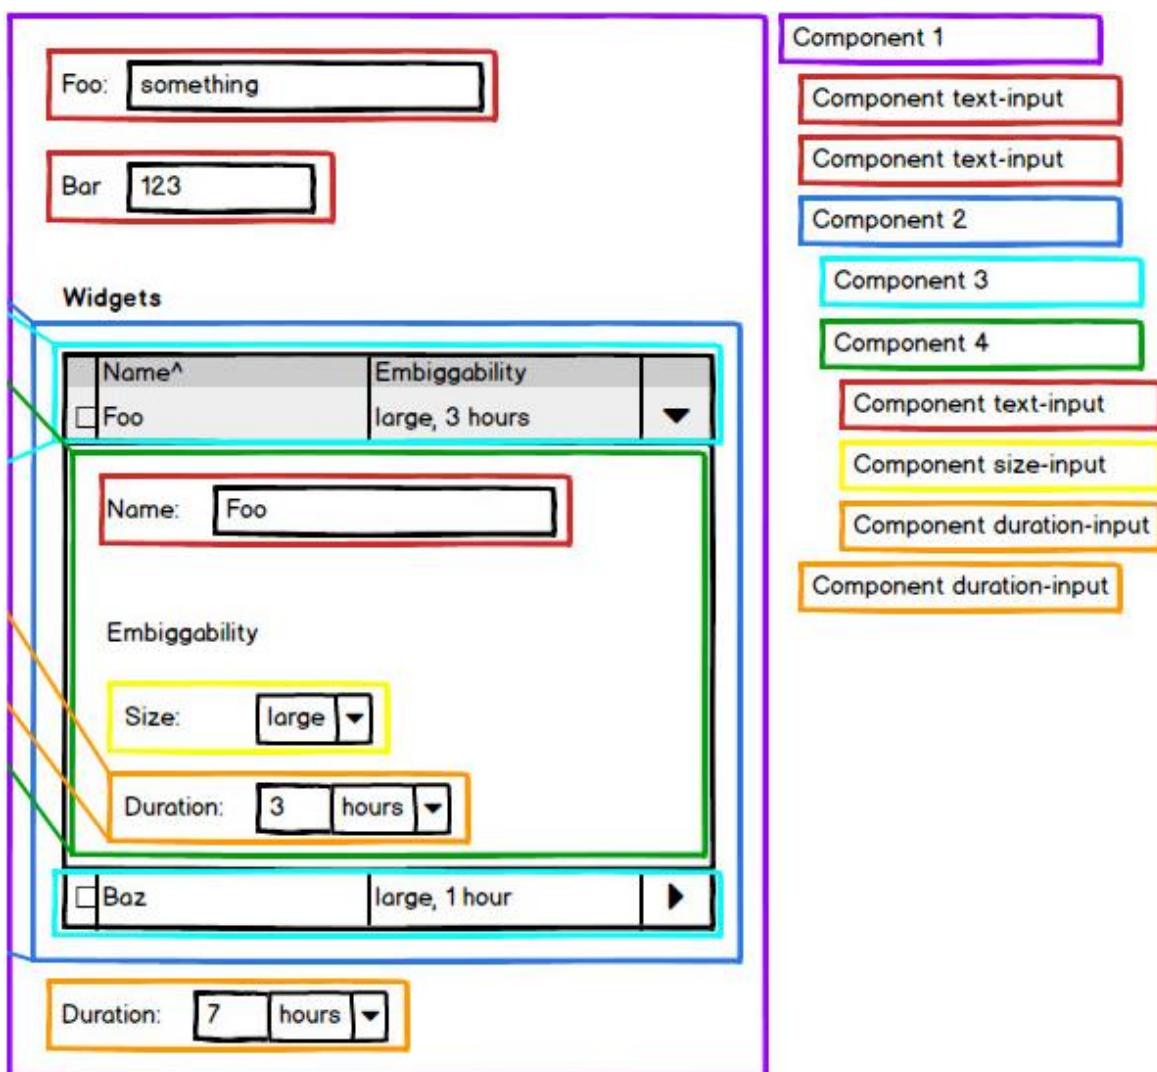 Foo: something
Bar 123
Widgets
Name^ Embiggability
Foo large, 3 hours
Name: Foo
Embiggability
Size: large
Duration: 3 hours
Baz large, 1 hour
Duration: 7 hours
Component 1
Component text-input
Component text-input
Component 2
Component 3
Component 4
Component text-input
Component size-input
Component duration-input
Component duration-input